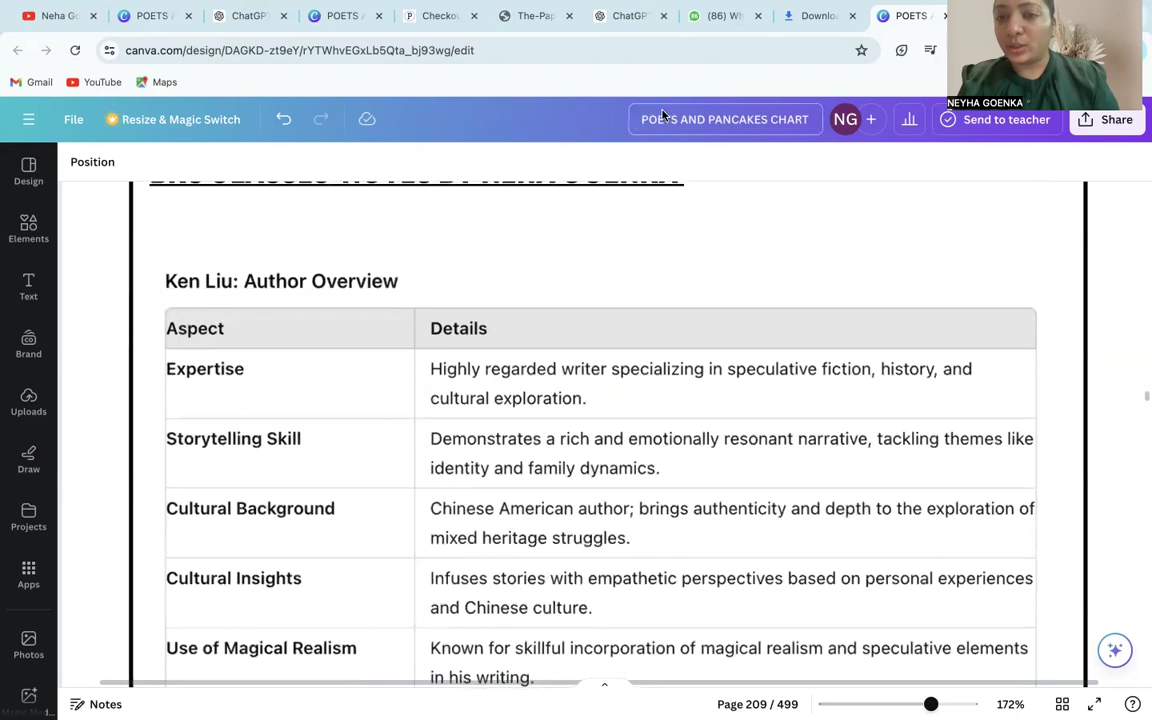 Neha Go
POETS
ChatGP
POETS
Checkou
The-Pap
ChatGP
(86) Wh
Downlo
POETS
canva.com/design/DAGKD-zt9eY/rYTWhvEGxLb5Qta_bj93wg/edit
Gmail
YouTube
Maps
NEYHA GOENKA
File
Resize & Magic Switch
POETS AND PANCAKES CHART
NG
+
Send to teacher
Share
Position
Design
Elements
Text
Brand
Uploads
Draw
Projects
Apps
Photos
Ken Liu: Author Overview
Aspect Details
Expertise Highly regarded writer specializing in speculative fiction, history, and
cultural exploration.
Storytelling Skill Demonstrates a rich and emotionally resonant narrative, tackling themes like
identity and family dynamics.
Cultural Background Chinese American author; brings authenticity and depth to the exploration of
mixed heritage struggles.
Cultural Insights Infuses stories with empathetic perspectives based on personal experiences
and Chinese culture.
Use of Magical Realism Known for skillful incorporation of magical realism and speculative elements
in his writing.
Notes
Page 209 / 499
172%